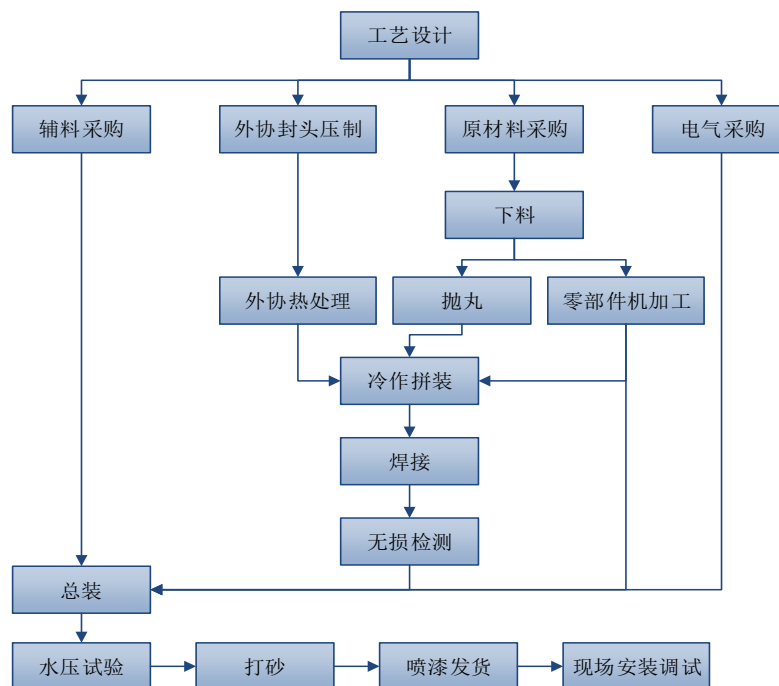 工艺设计
辅料采购
外协封头压制
原材料采购
电气采购
下料
外协热处理
抛丸
零部件机加工
冷作拼装
焊接
无损检测
总装
水压试验
打砂
喷漆发货
现场安装调试